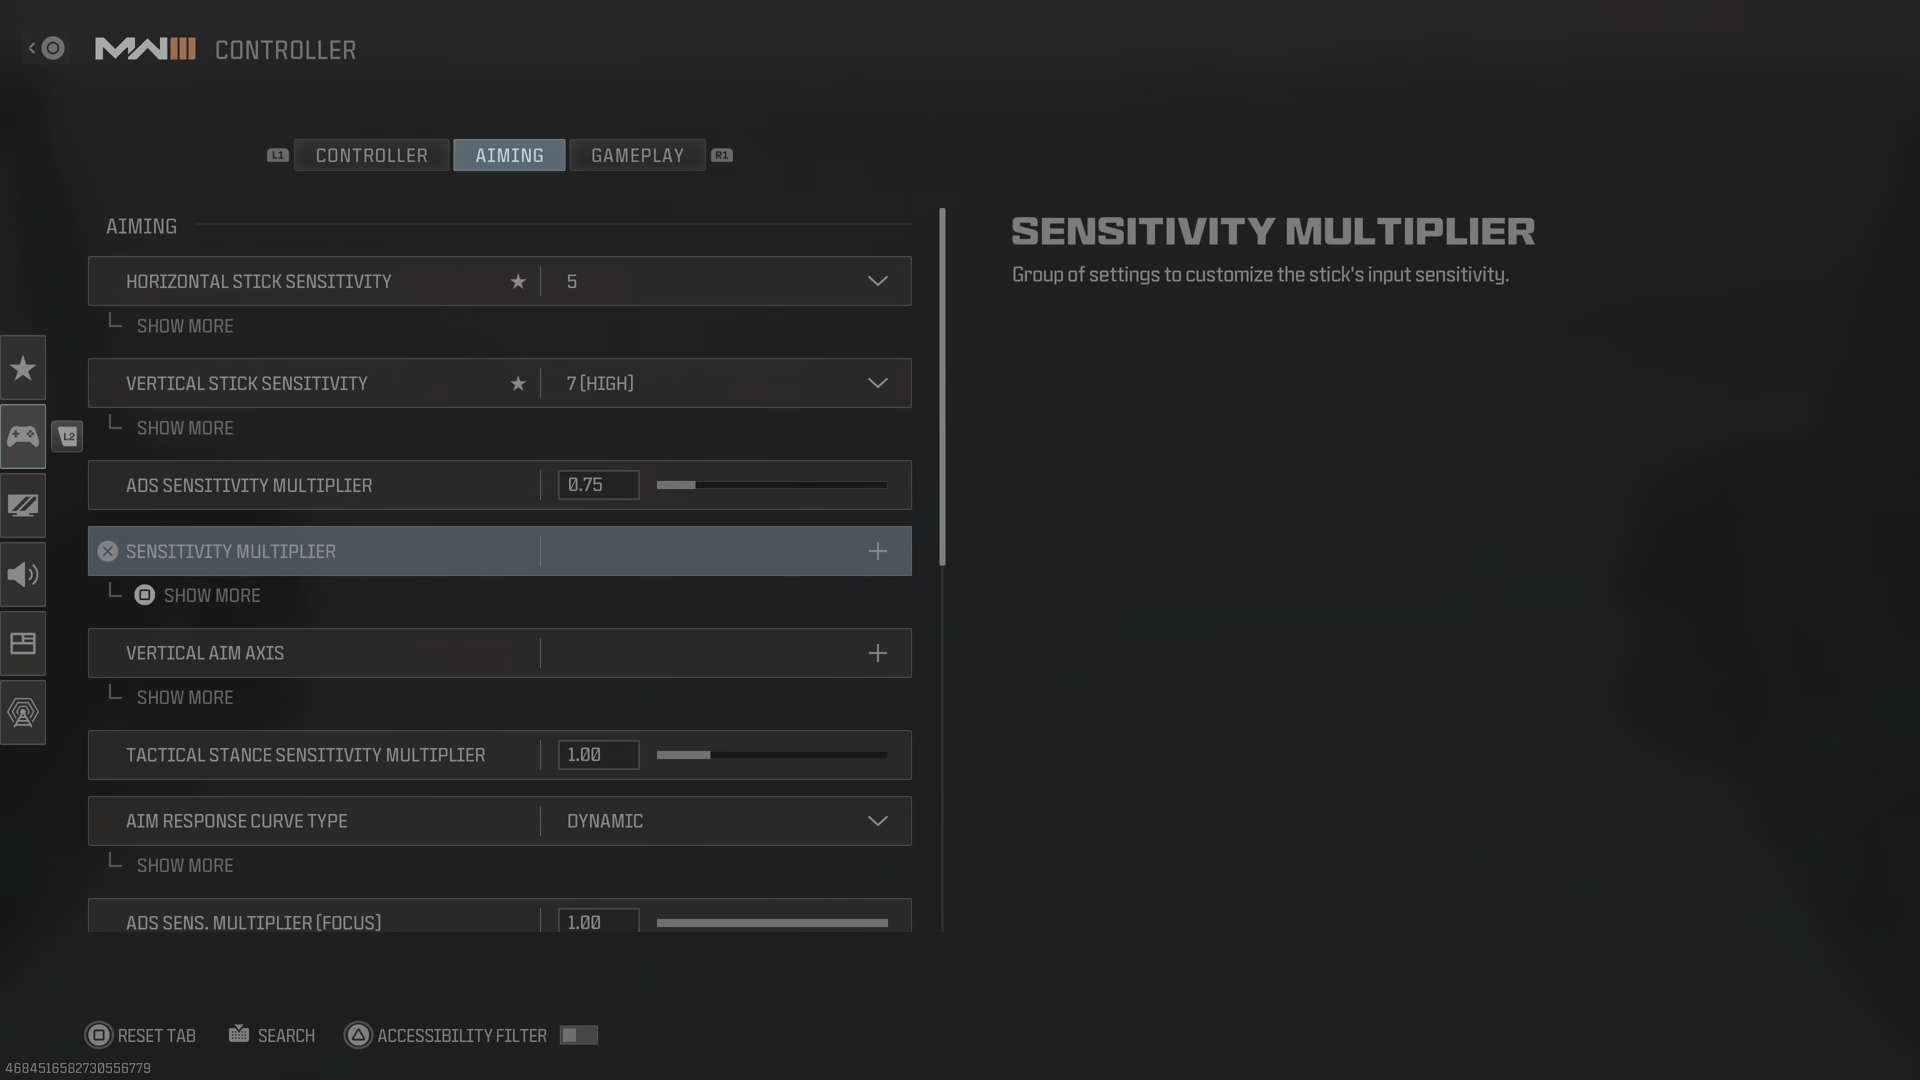 MWIII CONTROLLER
L1 CONTROLLER AIMING GAMEPLAY R1
AIMING
HORIZONTAL STICK SENSITIVITY 5
SHOW MORE
VERTICAL STICK SENSITIVITY 7 [HIGH]
SHOW MORE
L2
ADS SENSITIVITY MULTIPLIER 0.75
SENSITIVITY MULTIPLIER
SHOW MORE
VERTICAL AIM AXIS
SHOW MORE
TACTICAL STANCE SENSITIVITY MULTIPLIER 1.00
AIM RESPONSE CURVE TYPE DYNAMIC
SHOW MORE
ADS SENS. MULTIPLIER [FOCUS] 1.00
SENSITIVITY MULTIPLIER
Group of settings to customize the stick's input sensitivity.
RESET TAB SEARCH ACCESSIBILITY FILTER
4684516582730556779